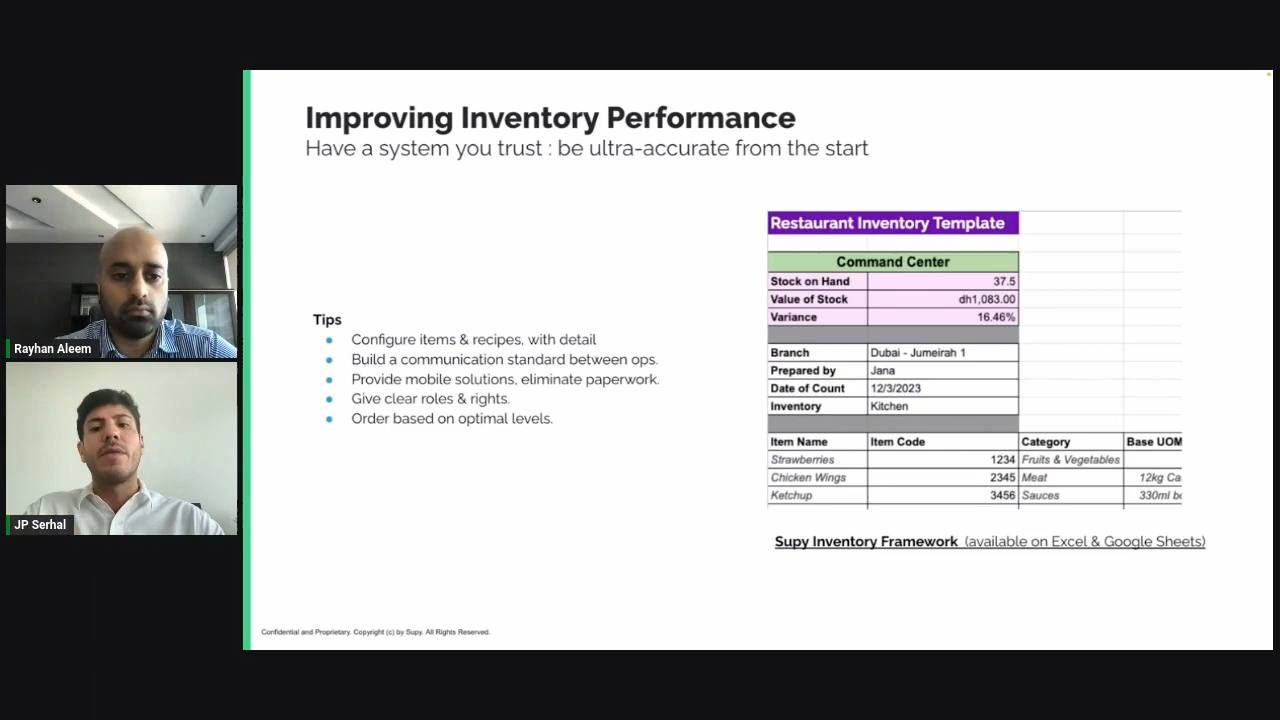 Improving Inventory Performance
Have a system you trust : be ultra-accurate from the start
Rayhan Aleem
JP Serhal
Tips
Configure items & recipes, with detail
Build a communication standard between ops.
Provide mobile solutions, eliminate paperwork.
Give clear roles & rights.
Order based on optimal levels.
Restaurant Inventory Template
Command Center
Stock on Hand 37.5
Value of Stock dh1,083.00
Variance 16.46%
Branch Dubai - Jumeirah 1
Prepared by Jana
Date of Count 12/3/2023
Inventory Kitchen
Item Name Item Code Category Base UOM
Strawberries 1234 Fruits & Vegetables
Chicken Wings 2345 Meat 12kg Ca
Ketchup 3456 Sauces 330ml
Supy Inventory Framework (available on Excel & Google Sheets)
Confidential and Proprietary. Copyright (c) by Supy. All Rights Reserved.